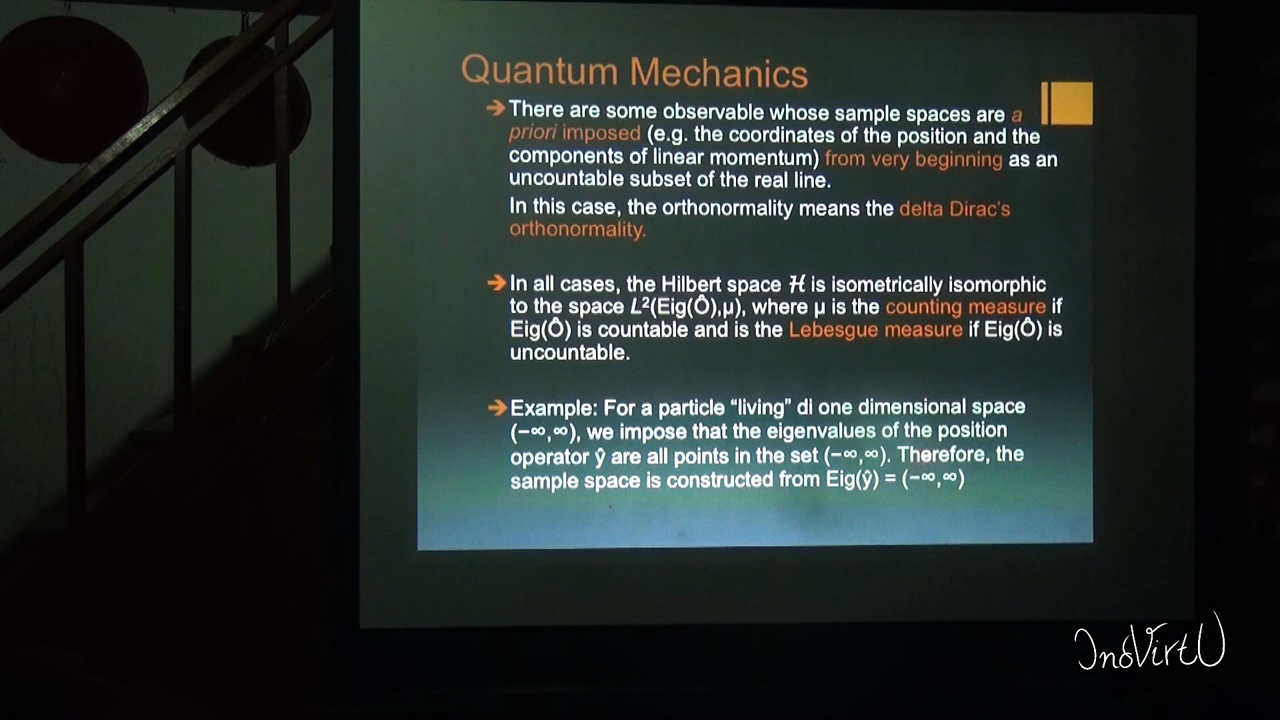 Quantum Mechanics
➔ There are some observable whose sample spaces are a
priori imposed (e.g. the coordinates of the position and the
components of linear momentum) from very beginning as an
uncountable subset of the real line.
In this case, the orthonormality means the delta Dirac's
orthonormality.
➔ In all cases, the Hilbert space ℋ is isometrically isomorphic
to the space L²(Eig(Ô),μ), where μ is the counting measure if
Eig(Ô) is countable and is the Lebesgue measure if Eig(Ô) is
uncountable.
➔ Example: For a particle “living” di one dimensional space
(−∞,∞), we impose that the eigenvalues of the position
operator ŷ are all points in the set (−∞,∞). Therefore, the
sample space is constructed from Eig(ŷ) = (−∞,∞)